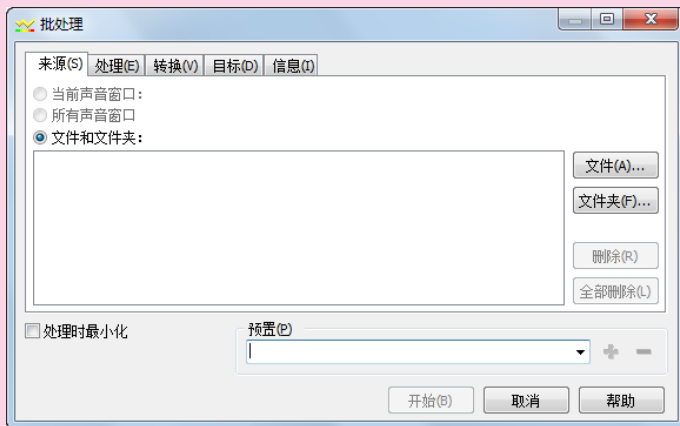 批处理
来源(S) 处理(E) 转换(V) 目标(D) 信息(I)
当前声音窗口:
所有声音窗口
文件和文件夹:
文件(A)...
文件夹(F)...
删除(R)
全部删除(L)
处理时最小化
预置(P)
开始(B) 取消 帮助